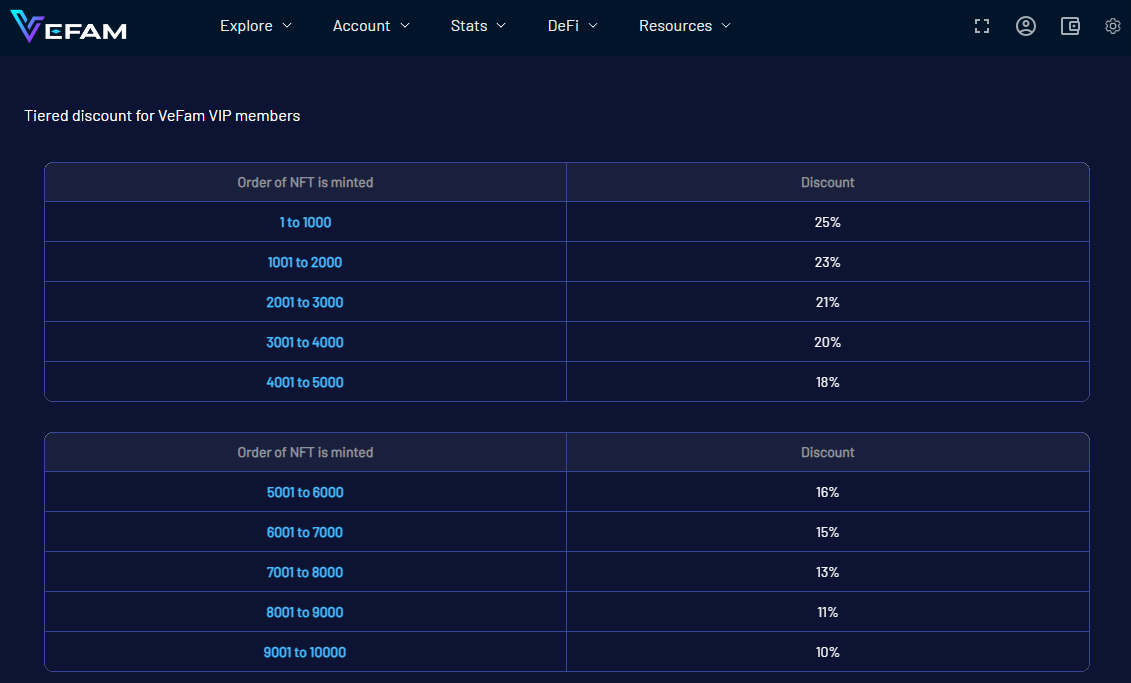 VEFAM Explore Account Stats DeFi Resources
Tiered discount for VeFam VIP members
Order of NFT is minted Discount
1 to 1000 25%
1001 to 2000 23%
2001 to 3000 21%
3001 to 4000 20%
4001 to 5000 18%
Order of NFT is minted Discount
5001 to 6000 16%
6001 to 7000 15%
7001 to 8000 13%
8001 to 9000 11%
9001 to 10000 10%